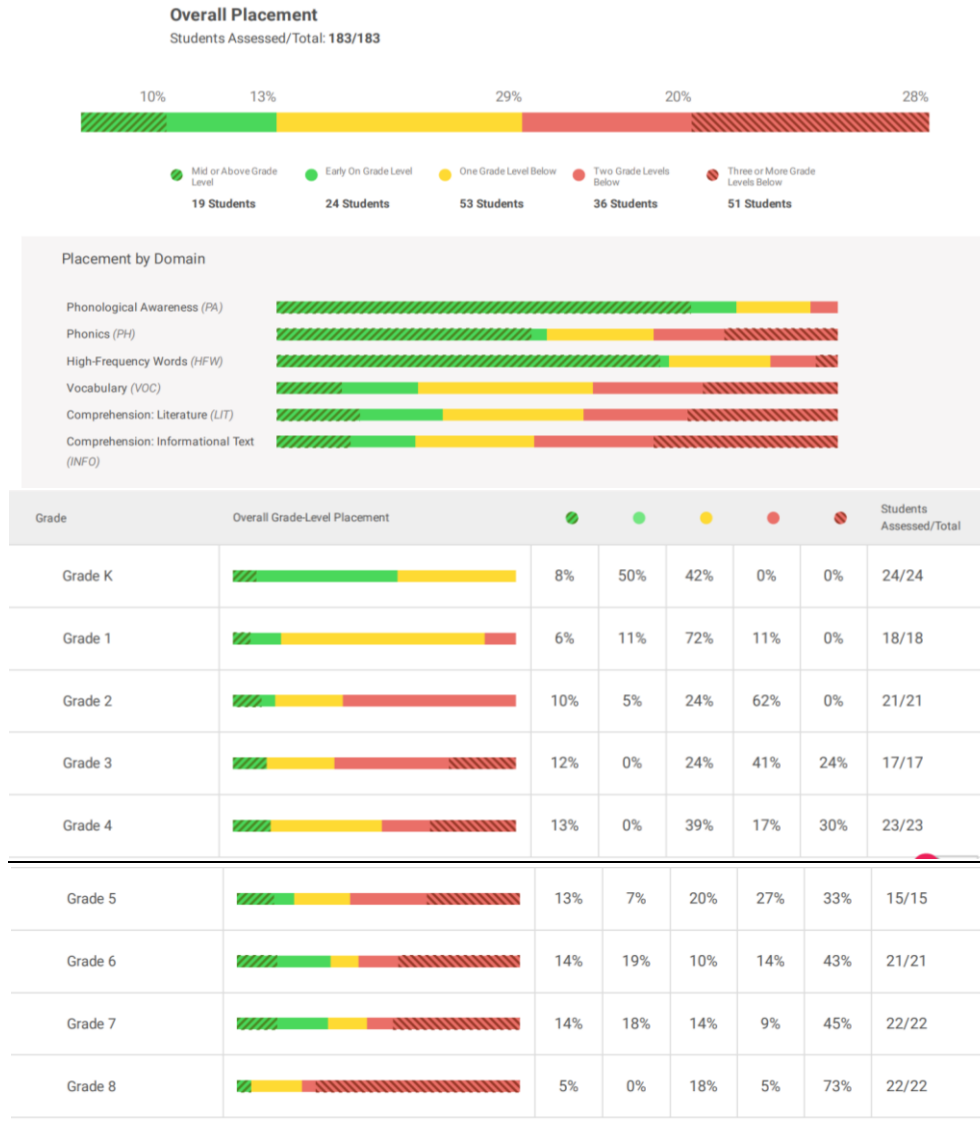 Overall Placement
Students Assessed/Total: 183/183
10% 13% 29% 20% 28%
Mid or Above Grade Level
19 Students
Early On Grade Level
24 Students
One Grade Level Below
53 Students
Two Grade Levels Below
36 Students
Three or More Grade Levels Below
51 Students
Placement by Domain
Phonological Awareness (PA)
Phonics (PH)
High-Frequency Words (HFW)
Vocabulary (VOC)
Comprehension: Literature (LIT)
Comprehension: Informational Text
(INFO)
Grade Overall Grade-Level Placement Students Assessed/Total
Grade K 8% 50% 42% 0% 0% 24/24
Grade 1 6% 11% 72% 11% 0% 18/18
Grade 2 10% 5% 24% 62% 0% 21/21
Grade 3 12% 0% 24% 41% 24% 17/17
Grade 4 13% 0% 39% 17% 30% 23/23
Grade 5 13% 7% 20% 27% 33% 15/15
Grade 6 14% 19% 10% 14% 43% 21/21
Grade 7 14% 18% 14% 9% 45% 22/22
Grade 8 5% 0% 18% 5% 73% 22/22